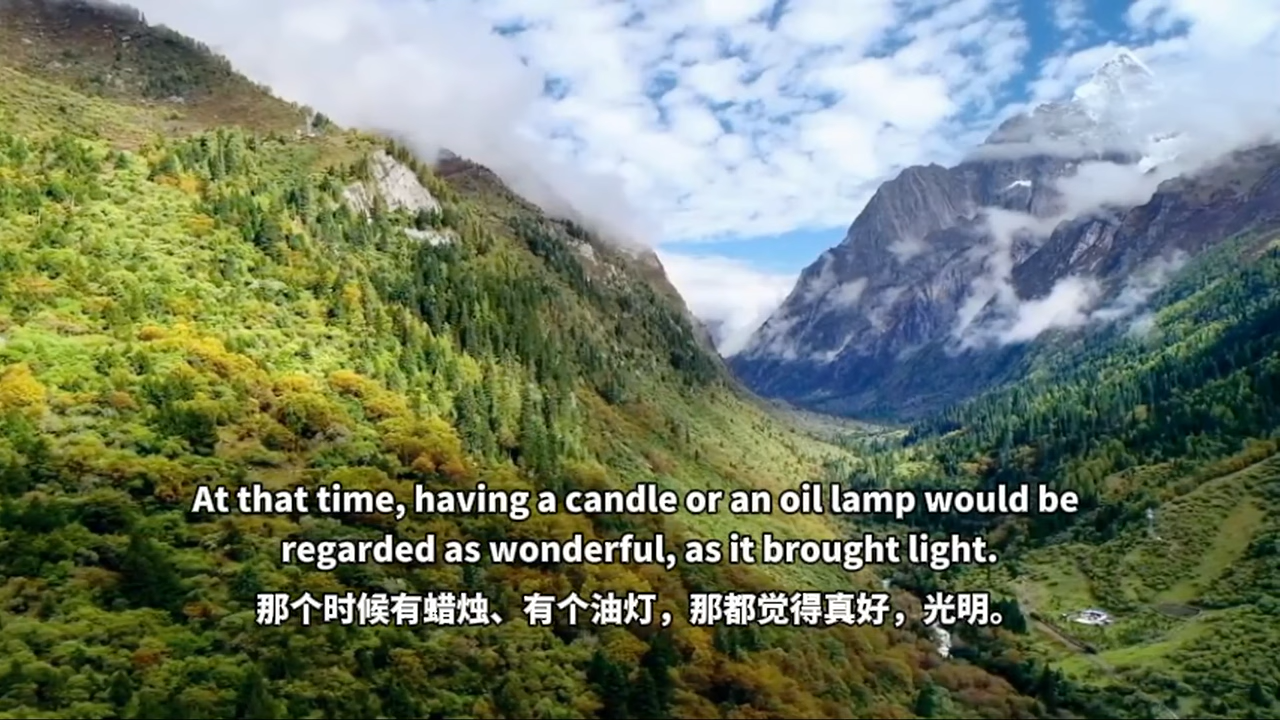 At that time, having a candle or an oil lamp would be
regarded as wonderful, as it brought light.
那个时候有蜡烛、有个油灯，那都觉得真好，光明。